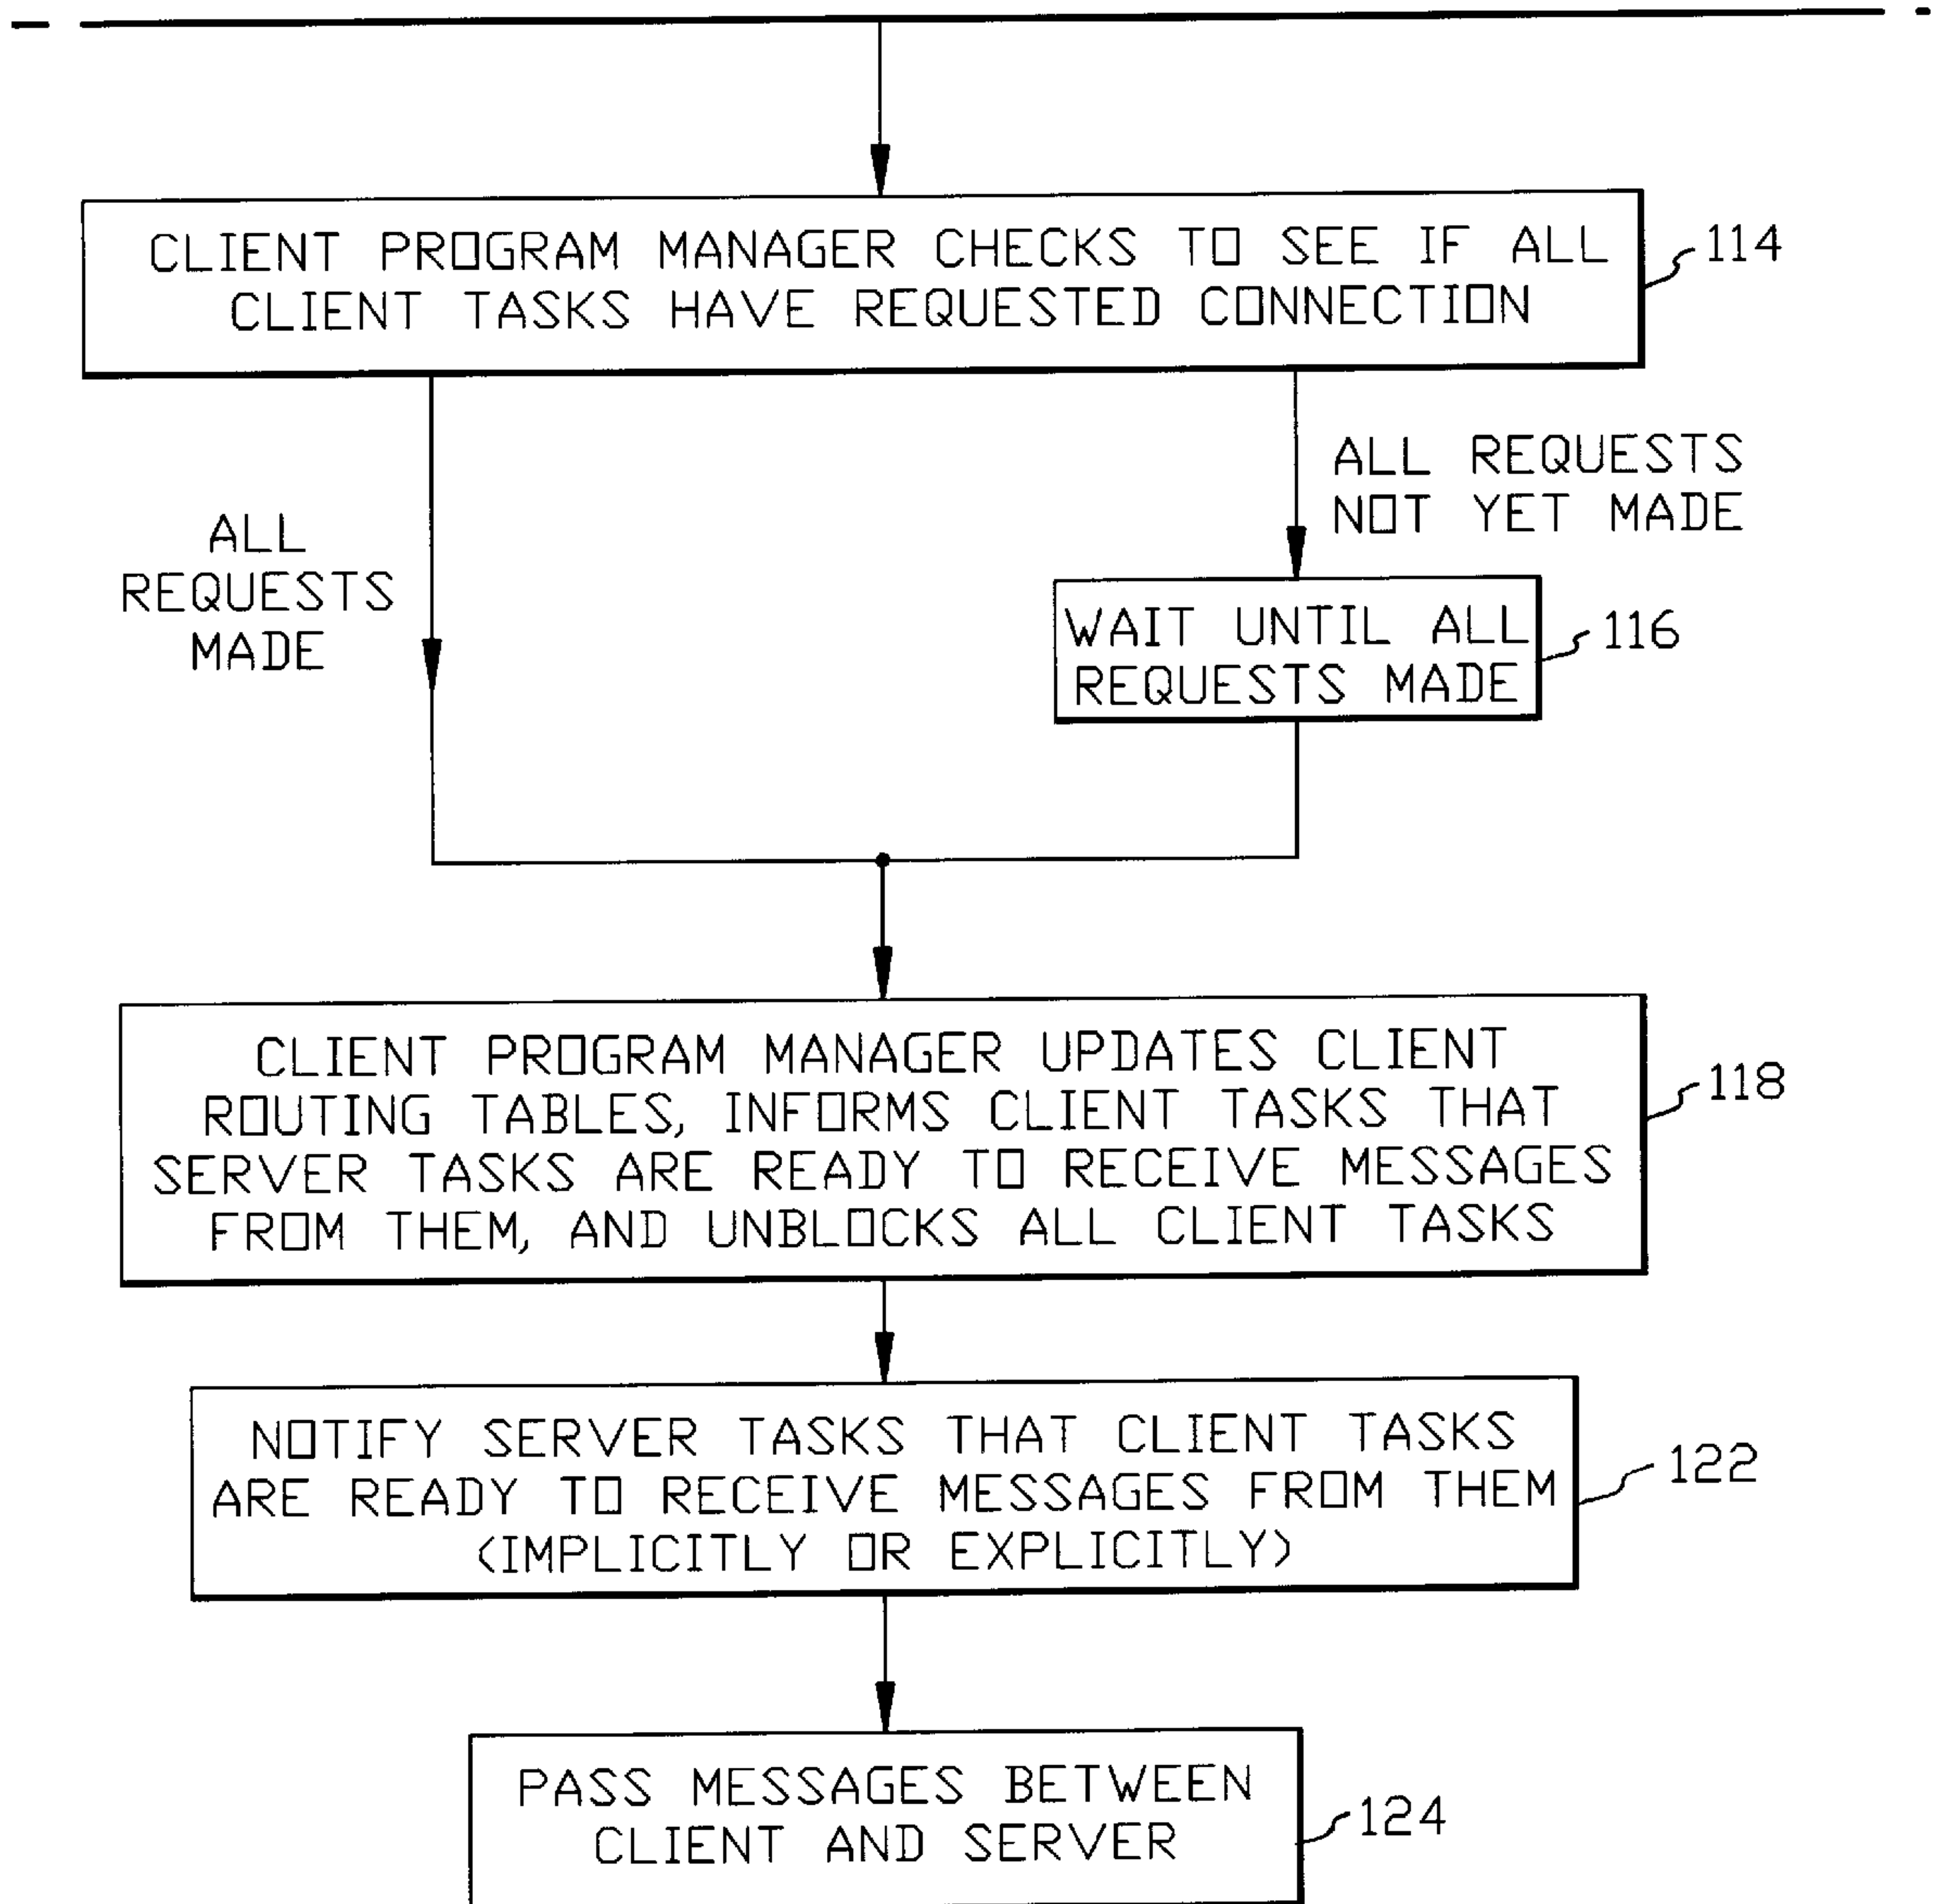 CLIENT PROGRAM MANAGER CHECKS TO SEE IF ALL
CLIENT TASKS HAVE REQUESTED CONNECTION
114
ALL REQUESTS
NOT YET MADE
ALL
REQUESTS
MADE
WAIT UNTIL ALL
REQUESTS MADE
116
CLIENT PROGRAM MANAGER UPDATES CLIENT
ROUTING TABLES, INFORMS CLIENT TASKS THAT
SERVER TASKS ARE READY TO RECEIVE MESSAGES
FROM THEM, AND UNBLOCKS ALL CLIENT TASKS
118
NOTIFY SERVER TASKS THAT CLIENT TASKS
ARE READY TO RECEIVE MESSAGES FROM THEM
(IMPLICITLY OR EXPLICITLY)
122
PASS MESSAGES BETWEEN
CLIENT AND SERVER
124